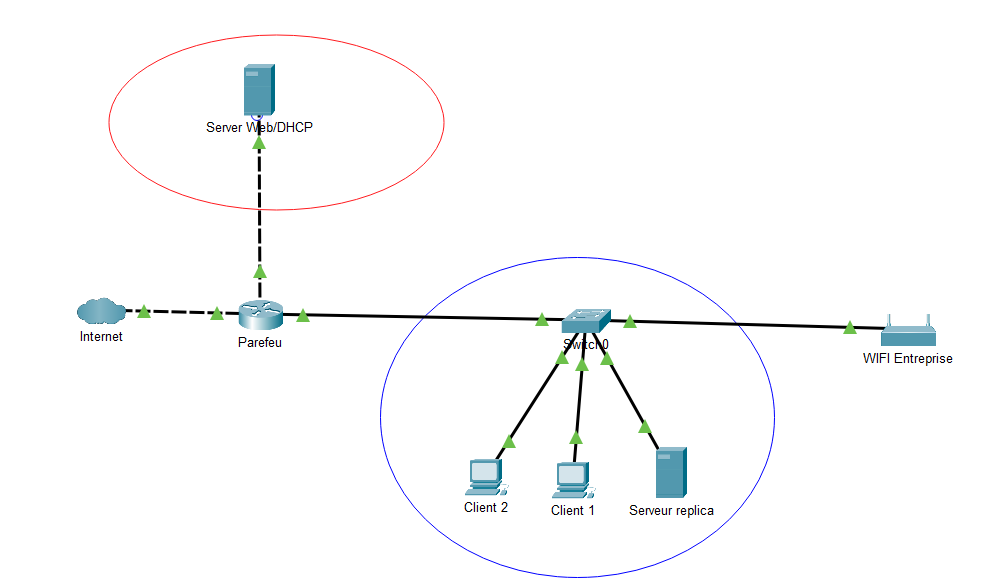 Server Web/DHCP
Internet
Parefeu
Switch0
WIFI Entreprise
Client 2
Client 1
Serveur replica